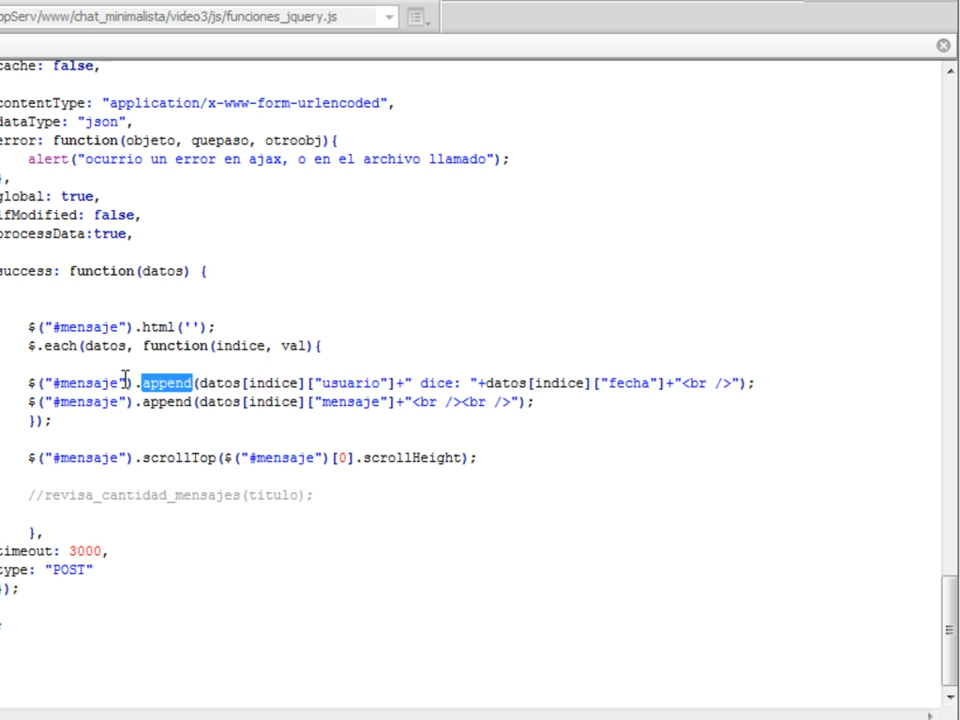 ppServ/www/chat_minimalista/video3/js/funciones_jquery.js
cache: false,
contentType: "application/x-www-form-urlencoded",
dataType: "json",
error: function(objeto, quepaso, otroobj){
alert("ocurrio un error en ajax, o en el archivo llamado");
},
global: true,
ifModified: false,
processData:true,
success: function(datos) {
$("#mensaje").html('');
$.each(datos, function(indice, val){
$("#mensaje").append(datos[indice]["usuario"]+" dice: "+datos[indice]["fecha"]+"<br />");
$("#mensaje").append(datos[indice]["mensaje"]+"<br /><br />");
});
$("#mensaje").scrollTop($("#mensaje")[0].scrollHeight);
//revisa_cantidad_mensajes(titulo);
},
timeout: 3000,
type: "POST"
});